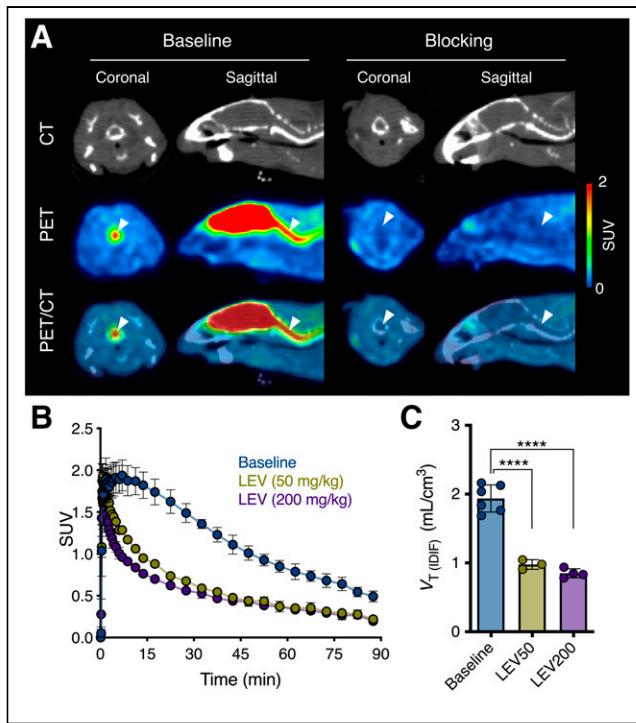 A
Baseline
Blocking
Coronal
Sagittal
Coronal
Sagittal
CT
PET
PET/CT
2
SUV
0
B
2.5
2.0
1.5
1.0
0.5
0.0
SUV
0
15
30
45
60
75
90
Time (min)
Baseline
LEV (50 mg/kg)
LEV (200 mg/kg)
C
3
2
1
0
V_T (IDIF) (mL/cm³)
****
****
Baseline
LEV50
LEV200